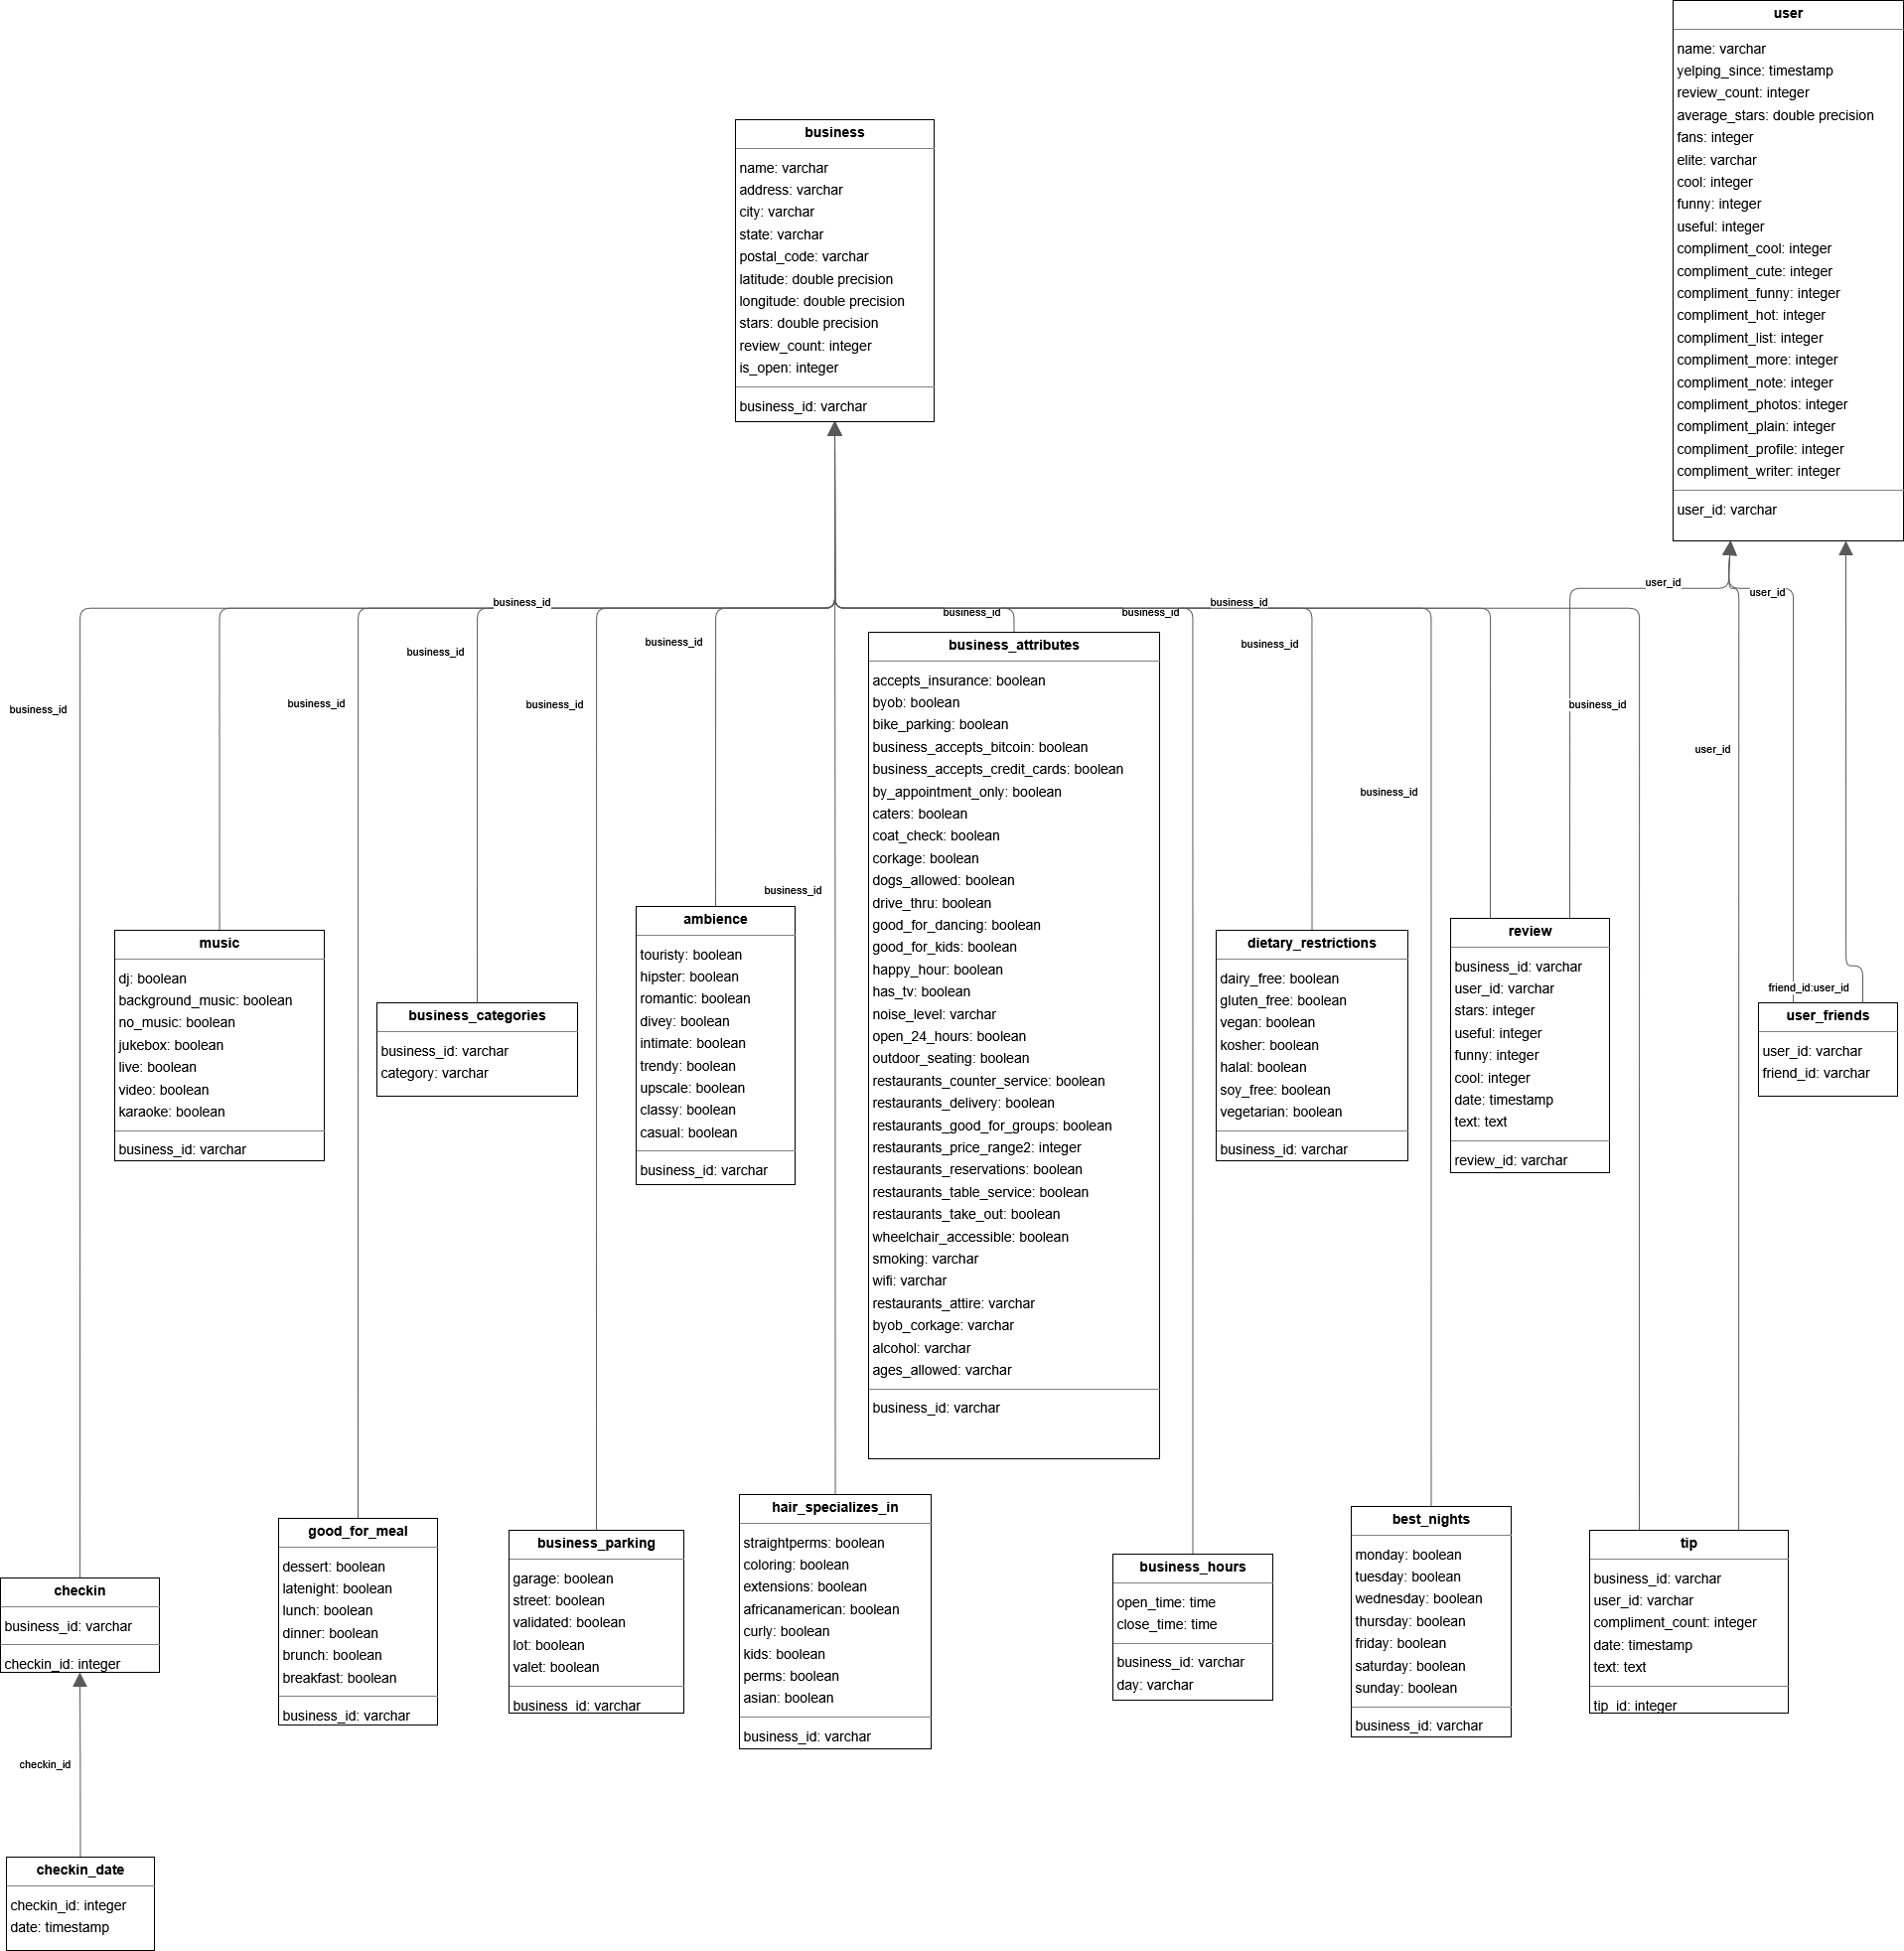 user
name: varchar
yelping_since: timestamp
review_count: integer
average_stars: double precision
fans: integer
elite: varchar
cool: integer
funny: integer
useful: integer
compliment_cool: integer
compliment_cute: integer
compliment_funny: integer
compliment_hot: integer
compliment_list: integer
compliment_more: integer
compliment_note: integer
compliment_photos: integer
compliment_plain: integer
compliment_profile: integer
compliment_writer: integer
user_id: varchar
business
name: varchar
address: varchar
city: varchar
state: varchar
postal_code: varchar
latitude: double precision
longitude: double precision
stars: double precision
review_count: integer
is_open: integer
business_id: varchar
user_id
user_id
business_id
business_id
business_id
business_id
business_id
business_id
business_id
business_id
business_id
business_id
business_id
business_id
user_id
business_id
business_id
friend_id:user_id
business_attributes
accepts_insurance: boolean
byob: boolean
bike_parking: boolean
business_accepts_bitcoin: boolean
business_accepts_credit_cards: boolean
by_appointment_only: boolean
caters: boolean
coat_check: boolean
corkage: boolean
dogs_allowed: boolean
drive_thru: boolean
good_for_dancing: boolean
good_for_kids: boolean
happy_hour: boolean
has_tv: boolean
noise_level: varchar
open_24_hours: boolean
outdoor_seating: boolean
restaurants_counter_service: boolean
restaurants_delivery: boolean
restaurants_good_for_groups: boolean
restaurants_price_range2: integer
restaurants_reservations: boolean
restaurants_table_service: boolean
restaurants_take_out: boolean
wheelchair_accessible: boolean
smoking: varchar
wifi: varchar
restaurants_attire: varchar
byob_corkage: varchar
alcohol: varchar
ages_allowed: varchar
business_id: varchar
music
dj: boolean
background_music: boolean
no_music: boolean
jukebox: boolean
live: boolean
video: boolean
karaoke: boolean
business_id: varchar
business_categories
business_id: varchar
category: varchar
ambience
touristy: boolean
hipster: boolean
romantic: boolean
divey: boolean
intimate: boolean
trendy: boolean
upscale: boolean
classy: boolean
casual: boolean
business_id: varchar
dietary_restrictions
dairy_free: boolean
gluten_free: boolean
vegan: boolean
kosher: boolean
halal: boolean
soy_free: boolean
vegetarian: boolean
business_id: varchar
review
business_id: varchar
user_id: varchar
stars: integer
useful: integer
funny: integer
cool: integer
date: timestamp
text: text
review_id: varchar
user_friends
user_id: varchar
friend_id: varchar
checkin
business_id: varchar
checkin_id: integer
good_for_meal
dessert: boolean
latenight: boolean
lunch: boolean
dinner: boolean
brunch: boolean
breakfast: boolean
business_id: varchar
business_parking
garage: boolean
street: boolean
validated: boolean
lot: boolean
valet: boolean
business_id: varchar
hair_specializes_in
straightperms: boolean
coloring: boolean
extensions: boolean
africanamerican: boolean
curly: boolean
kids: boolean
perms: boolean
asian: boolean
business_id: varchar
business_hours
open_time: time
close_time: time
business_id: varchar
day: varchar
best_nights
monday: boolean
tuesday: boolean
wednesday: boolean
thursday: boolean
friday: boolean
saturday: boolean
sunday: boolean
business_id: varchar
tip
business_id: varchar
user_id: varchar
compliment_count: integer
date: timestamp
text: text
tip_id: integer
checkin_id
checkin_date
checkin_id: integer
date: timestamp